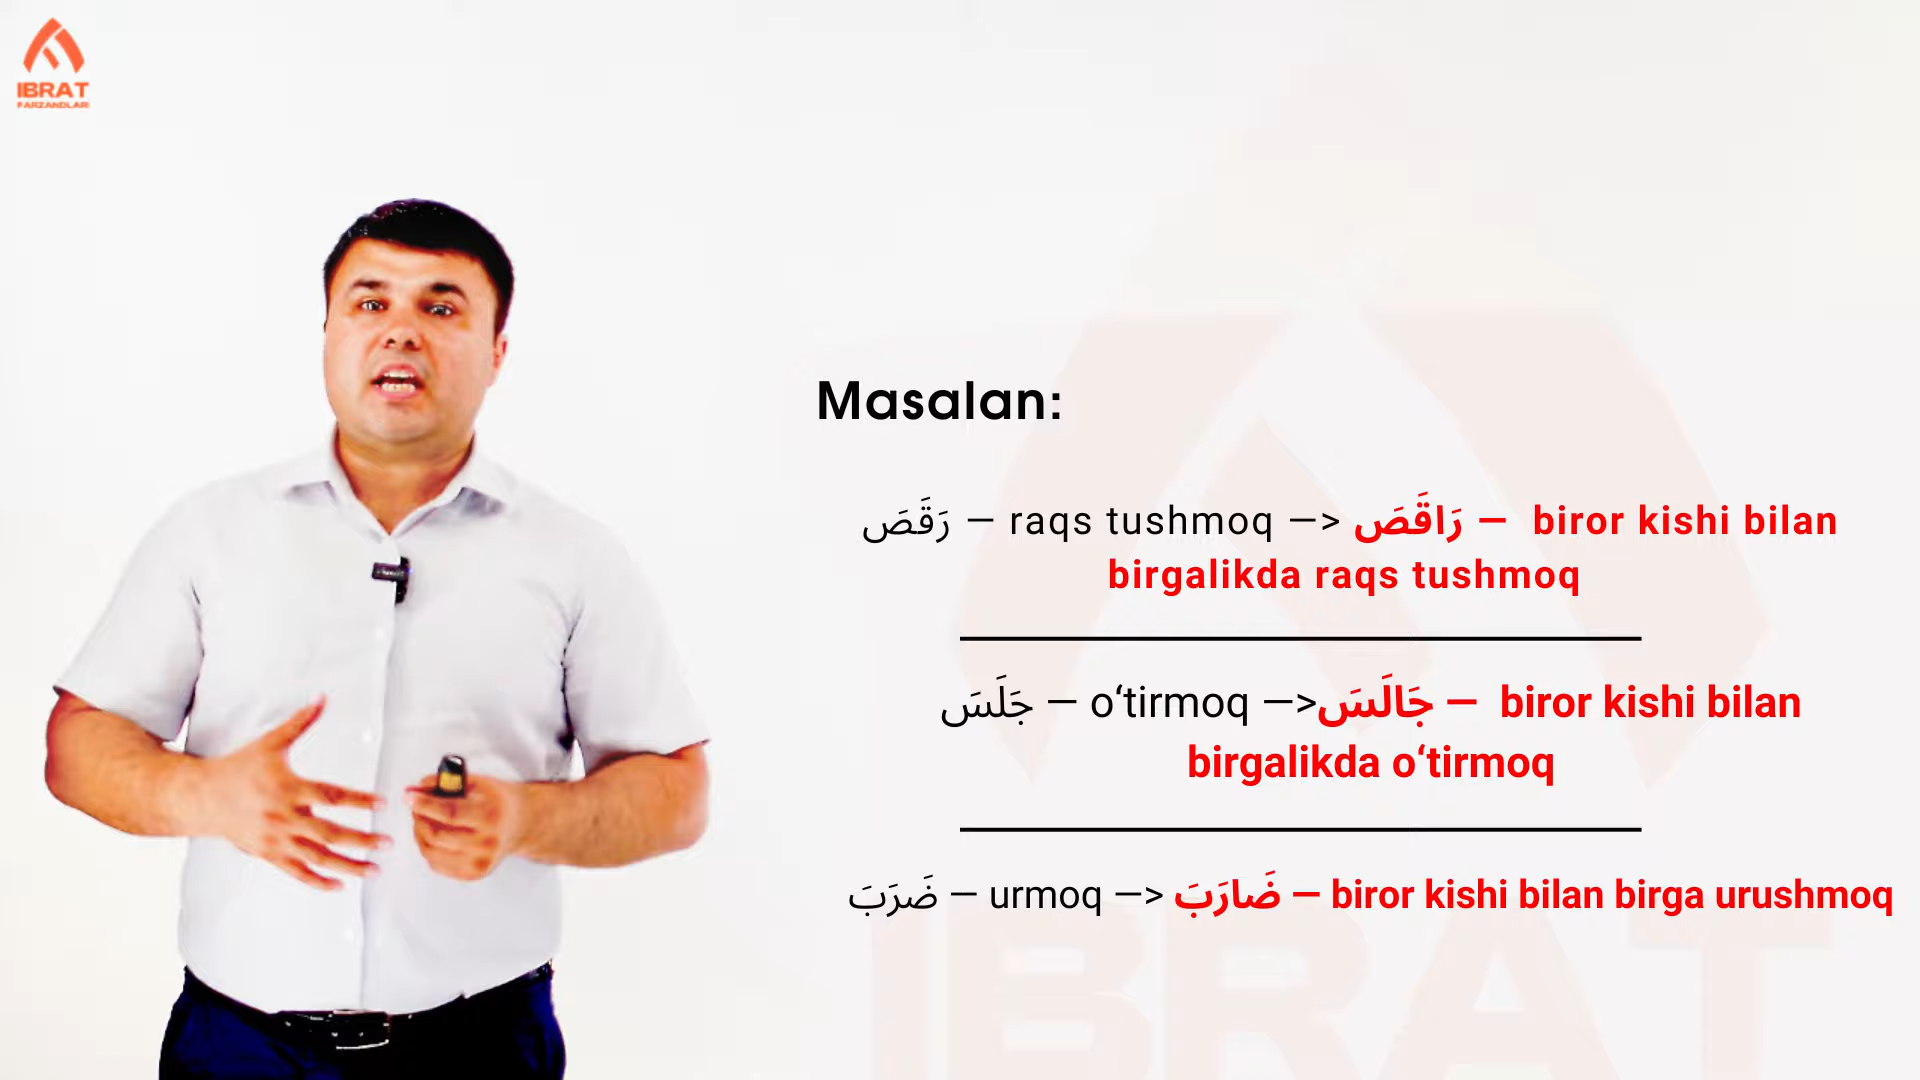 IBRAT
FARZANDLARI
Masalan:
رَقَصَ — raqs tushmoq —> رَاقَصَ — biror kishi bilan
birgalikda raqs tushmoq
جَلَسَ — o‘tirmoq —>جَالَسَ — biror kishi bilan
birgalikda o‘tirmoq
ضَرَبَ — urmoq —> ضَارَبَ — biror kishi bilan birga urushmoq
IBRAT